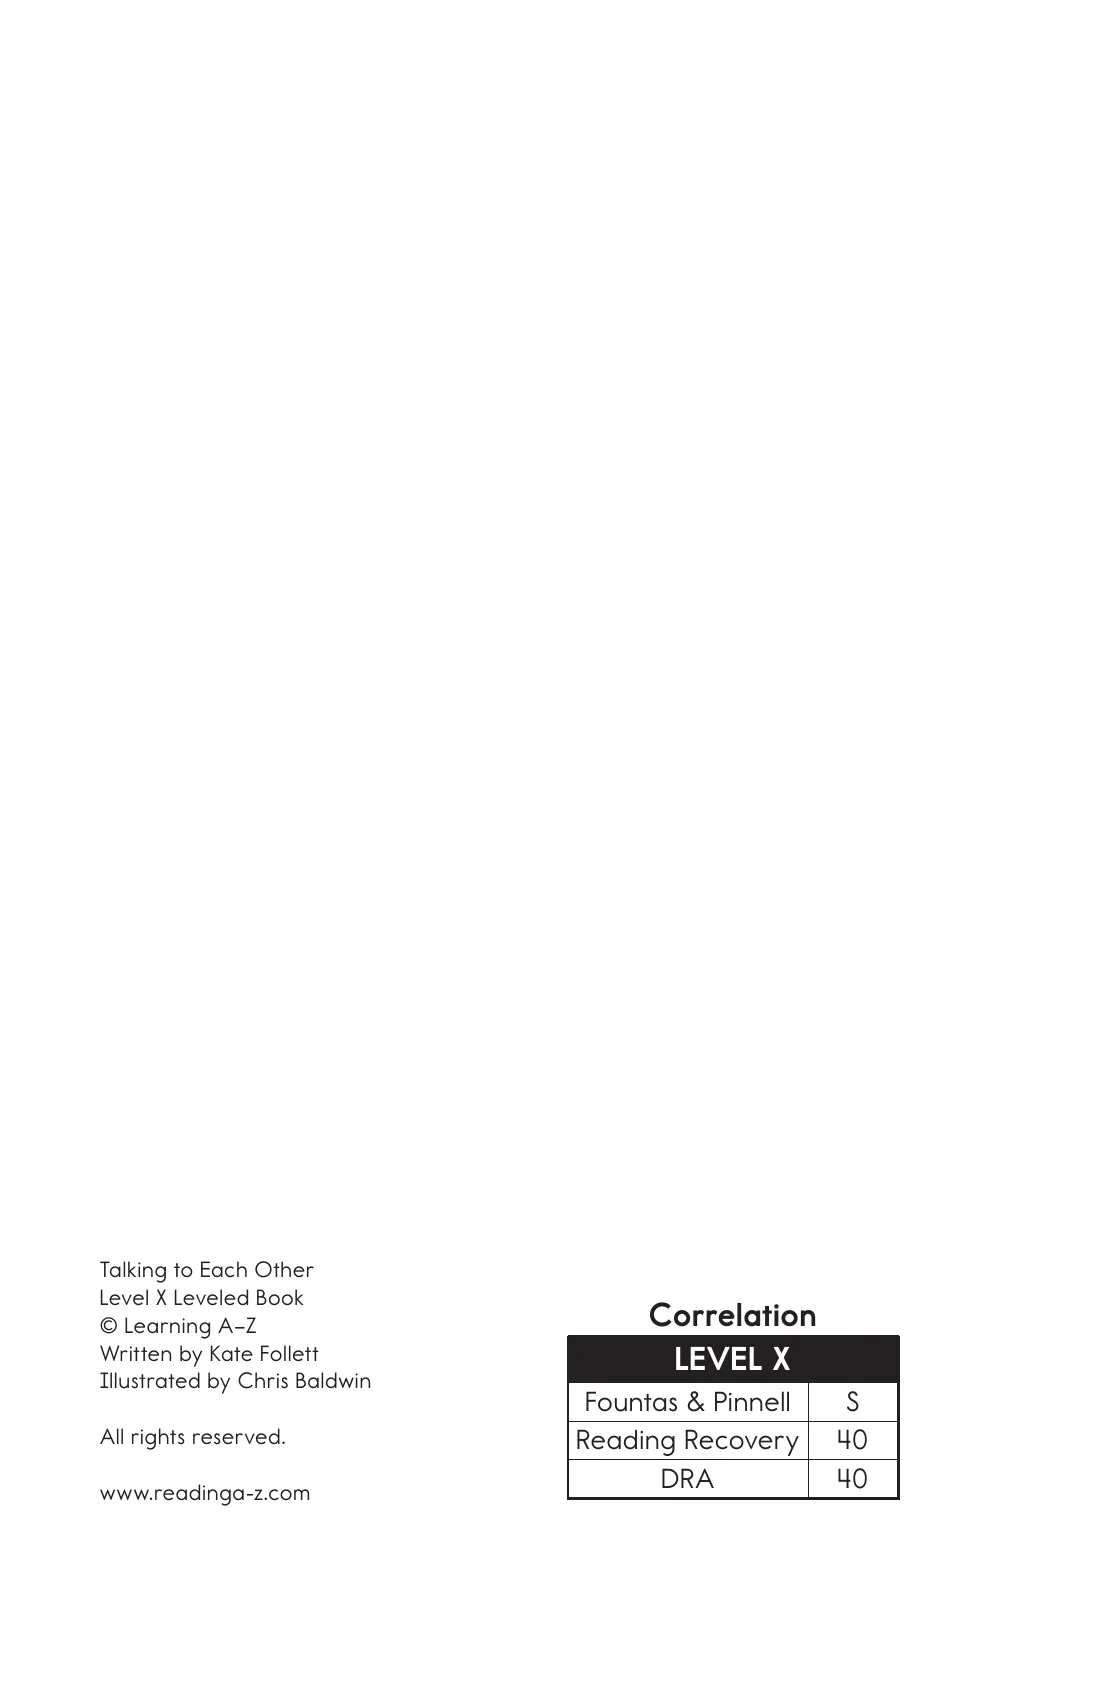 Talking to Each Other
Level X Leveled Book
© Learning A–Z
Written by Kate Follett
Illustrated by Chris Baldwin
All rights reserved.
www.readinga-z.com
Correlation
LEVEL X
Fountas & Pinnell S
Reading Recovery 40
DRA 40